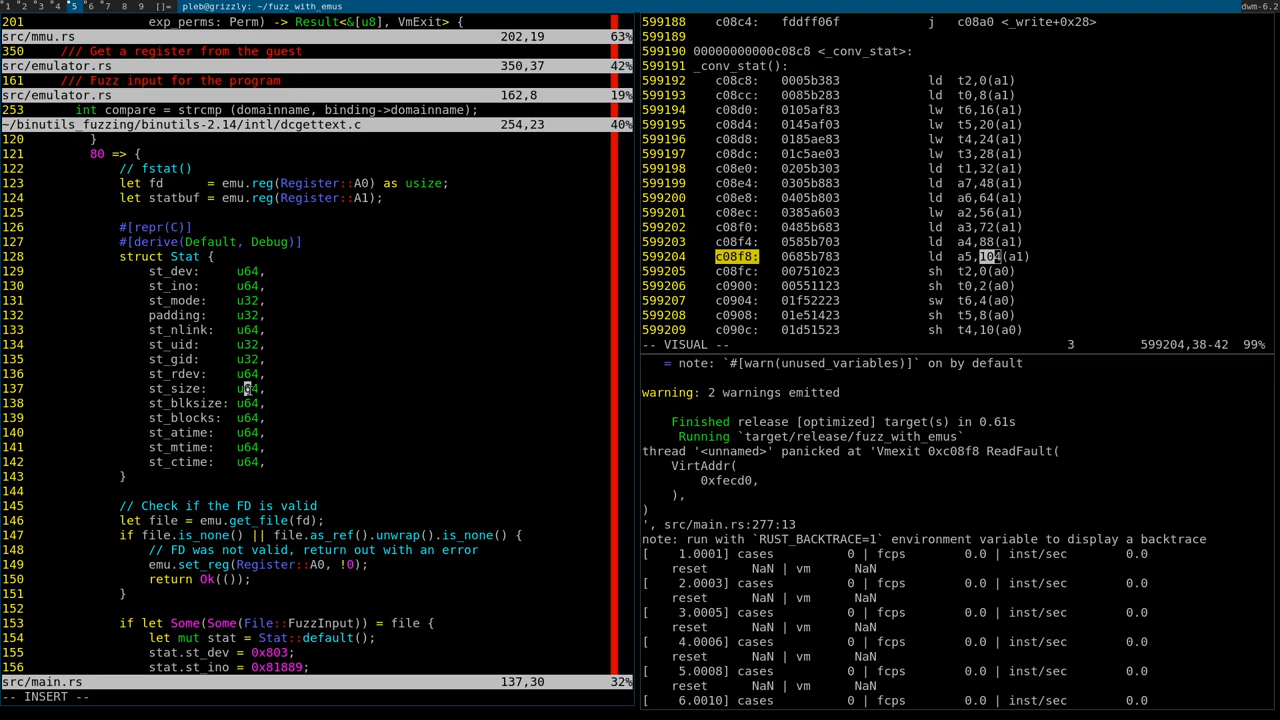 1 2 3 4 5 6 7 8 9 []= pleb@grizzly: ~/fuzz_with_emus dwm-6.2
201 exp_perms: Perm) -> Result<&[u8], VmExit> {
src/mmu.rs 202,19 63%
350 /// Get a register from the guest
src/emulator.rs 350,37 42%
161 /// Fuzz input for the program
src/emulator.rs 162,8 19%
253 int compare = strcmp (domainname, binding->domainname);
~/binutils_fuzzing/binutils-2.14/intl/dcgettext.c 254,23 40%
120 }
121 80 => {
122 // fstat()
123 let fd = emu.reg(Register::A0) as usize;
124 let statbuf = emu.reg(Register::A1);
125
126 #[repr(C)]
127 #[derive(Default, Debug)]
128 struct Stat {
129 st_dev: u64,
130 st_ino: u64,
131 st_mode: u32,
132 padding: u32,
133 st_nlink: u64,
134 st_uid: u32,
135 st_gid: u32,
136 st_rdev: u64,
137 st_size: u64,
138 st_blksize: u64,
139 st_blocks: u64,
140 st_atime: u64,
141 st_mtime: u64,
142 st_ctime: u64,
143 }
144
145 // Check if the FD is valid
146 let file = emu.get_file(fd);
147 if file.is_none() || file.as_ref().unwrap().is_none() {
148 // FD was not valid, return out with an error
149 emu.set_reg(Register::A0, !0);
150 return Ok(());
151 }
152
153 if let Some(Some(File::FuzzInput)) = file {
154 let mut stat = Stat::default();
155 stat.st_dev = 0x803;
156 stat.st_ino = 0x81889;
src/main.rs 137,30 32%
-- INSERT --
599188 c08c4: fddff06f j c08a0 <_write+0x28>
599189
599190 00000000000c08c8 <_conv_stat>:
599191 _conv_stat():
599192 c08c8: 0005b383 ld t2,0(a1)
599193 c08cc: 0085b283 ld t0,8(a1)
599194 c08d0: 0105af83 lw t6,16(a1)
599195 c08d4: 0145af03 lw t5,20(a1)
599196 c08d8: 0185ae83 lw t4,24(a1)
599197 c08dc: 01c5ae03 lw t3,28(a1)
599198 c08e0: 0205b303 ld t1,32(a1)
599199 c08e4: 0305b883 ld a7,48(a1)
599200 c08e8: 0405b803 ld a6,64(a1)
599201 c08ec: 0385a603 lw a2,56(a1)
599202 c08f0: 0485b683 ld a3,72(a1)
599203 c08f4: 0585b703 ld a4,88(a1)
599204 c08f8: 0685b783 ld a5,104(a1)
599205 c08fc: 00751023 sh t2,0(a0)
599206 c0900: 00551123 sh t0,2(a0)
599207 c0904: 01f52223 sw t6,4(a0)
599208 c0908: 01e51423 sh t5,8(a0)
599209 c090c: 01d51523 sh t4,10(a0)
-- VISUAL -- 3 599204,38-42 99%
= note: `#[warn(unused_variables)]` on by default
warning: 2 warnings emitted
Finished release [optimized] target(s) in 0.61s
Running `target/release/fuzz_with_emus`
thread '<unnamed>' panicked at 'Vmexit 0xc08f8 ReadFault(
VirtAddr(
0xfecd0,
),
)
', src/main.rs:277:13
note: run with `RUST_BACKTRACE=1` environment variable to display a backtrace
[ 1.0001] cases 0 | fcps 0.0 | inst/sec 0.0
reset NaN | vm NaN
[ 2.0003] cases 0 | fcps 0.0 | inst/sec 0.0
reset NaN | vm NaN
[ 3.0005] cases 0 | fcps 0.0 | inst/sec 0.0
reset NaN | vm NaN
[ 4.0006] cases 0 | fcps 0.0 | inst/sec 0.0
reset NaN | vm NaN
[ 5.0008] cases 0 | fcps 0.0 | inst/sec 0.0
reset NaN | vm NaN
[ 6.0010] cases 0 | fcps 0.0 | inst/sec 0.0